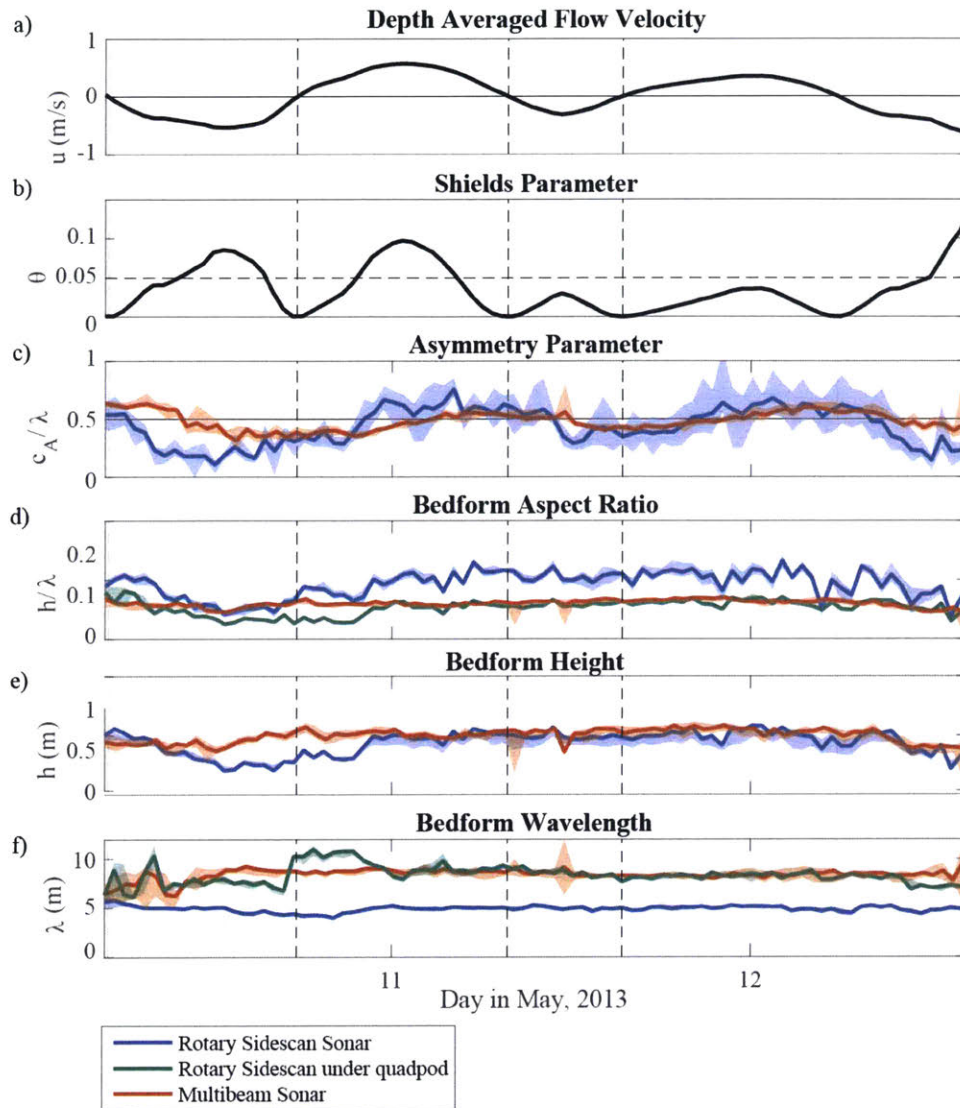 a)
Depth Averaged Flow Velocity
1
0
-1
u (m/s)
b)
Shields Parameter
0.1
0.05
0
θ
c)
Asymmetry Parameter
1
0.5
0
c_A/λ
d)
Bedform Aspect Ratio
0.2
0.1
0
h/λ
e)
Bedform Height
1
0.5
0
h (m)
f)
Bedform Wavelength
10
5
0
λ (m)
11
12
Day in May, 2013
Rotary Sidescan Sonar
Rotary Sidescan under quadpod
Multibeam Sonar